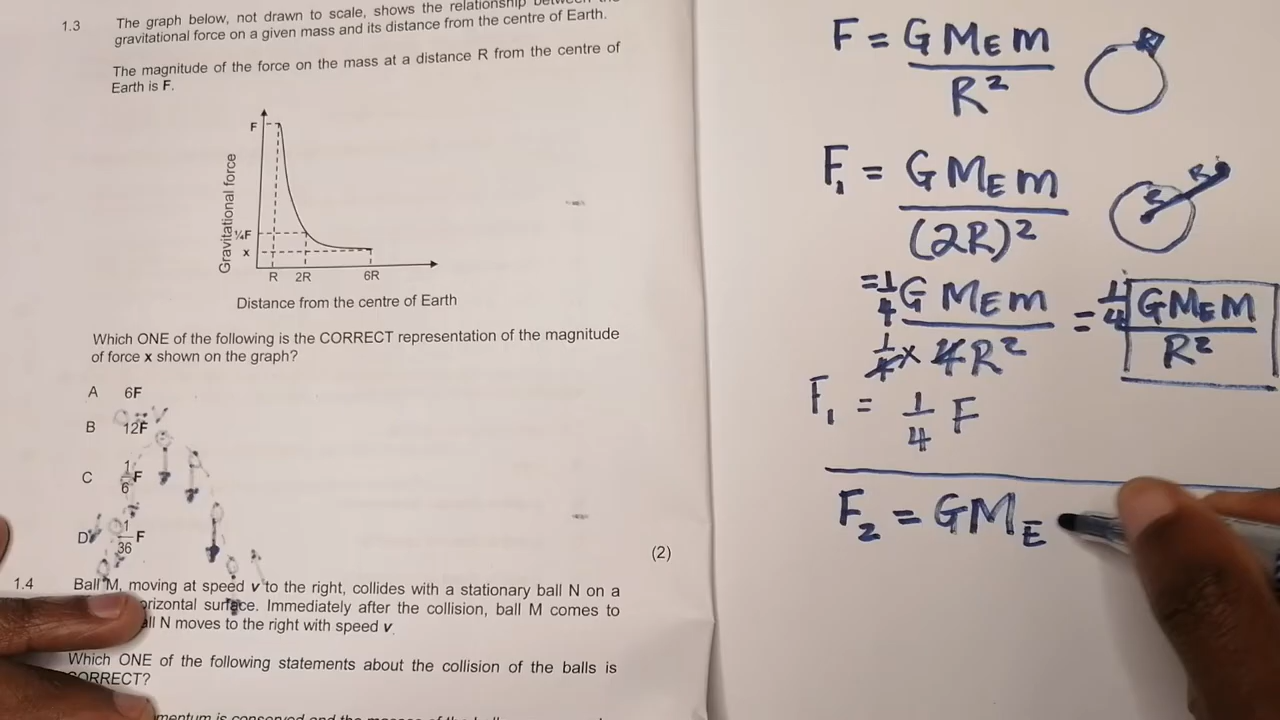 1.3 The graph below, not drawn to scale, shows the relationship between the
gravitational force on a given mass and its distance from the centre of Earth.
The magnitude of the force on the mass at a distance R from the centre of
Earth is F.
Gravitational force
F
¼F
x
R 2R 6R
Distance from the centre of Earth
Which ONE of the following is the CORRECT representation of the magnitude
of force x shown on the graph?
A 6F
B 12F
C 1/6 F
D 1/36 F
(2)
1.4 Ball M, moving at speed v to the right, collides with a stationary ball N on a
orizontal surface. Immediately after the collision, ball M comes to
ll N moves to the right with speed v.
Which ONE of the following statements about the collision of the balls is
CORRECT?
F = GM_E m / R²
F₁ = GM_E m / (2R)²
= 1/4 GM_E m / 1/4 × 4R² = 1/4 GM_E M / R²
F₁ = 1/4 F
F₂ = GM_E